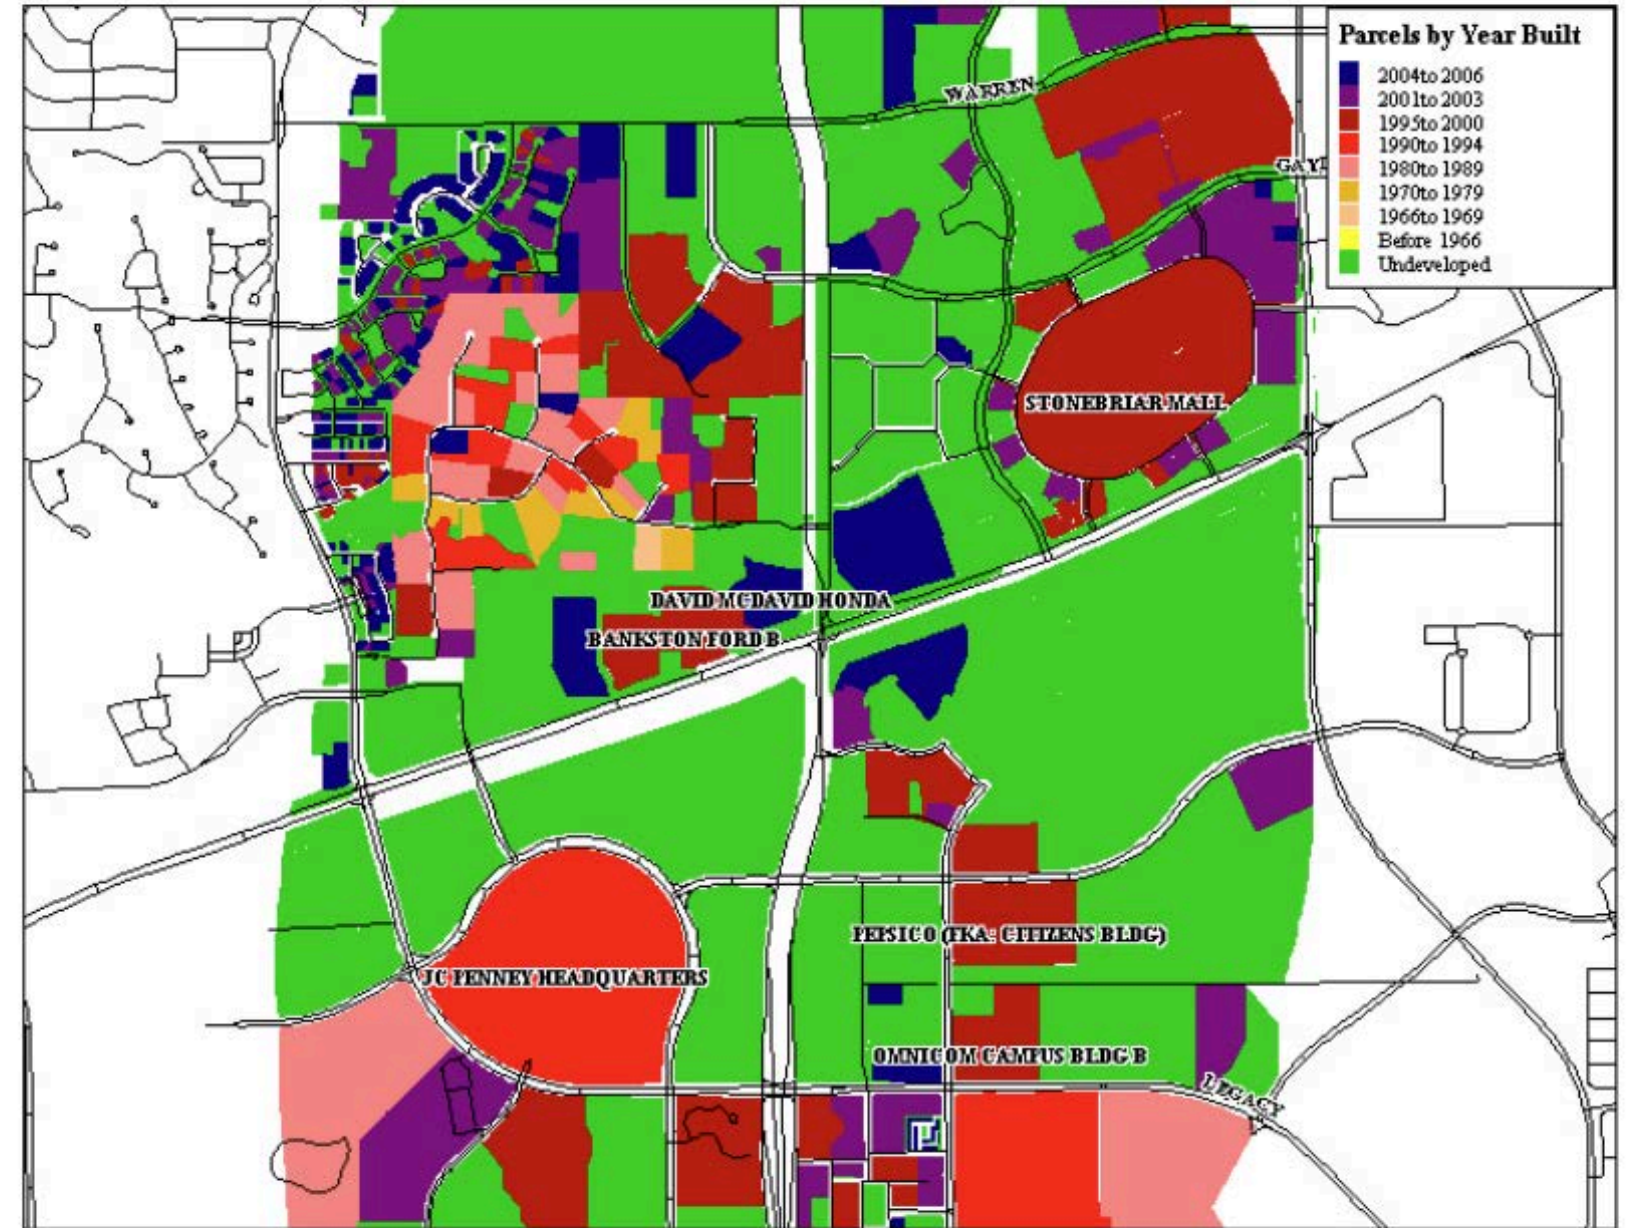 Parcels by Year Built
2004to 2006
2001to 2003
1995to 2000
1990to 1994
1980to 1989
1970to 1979
1966to 1969
Before 1966
Undeveloped
WARREN
STONEBRIAR MALL
DAVID MCDAVID HONDA
BANKSTON FORD B
PEPSICO (FKA: CITIZENS BLDG)
JC PENNEY HEADQUARTERS
OMNICOM CAMPUS BLDG B
LEGACY